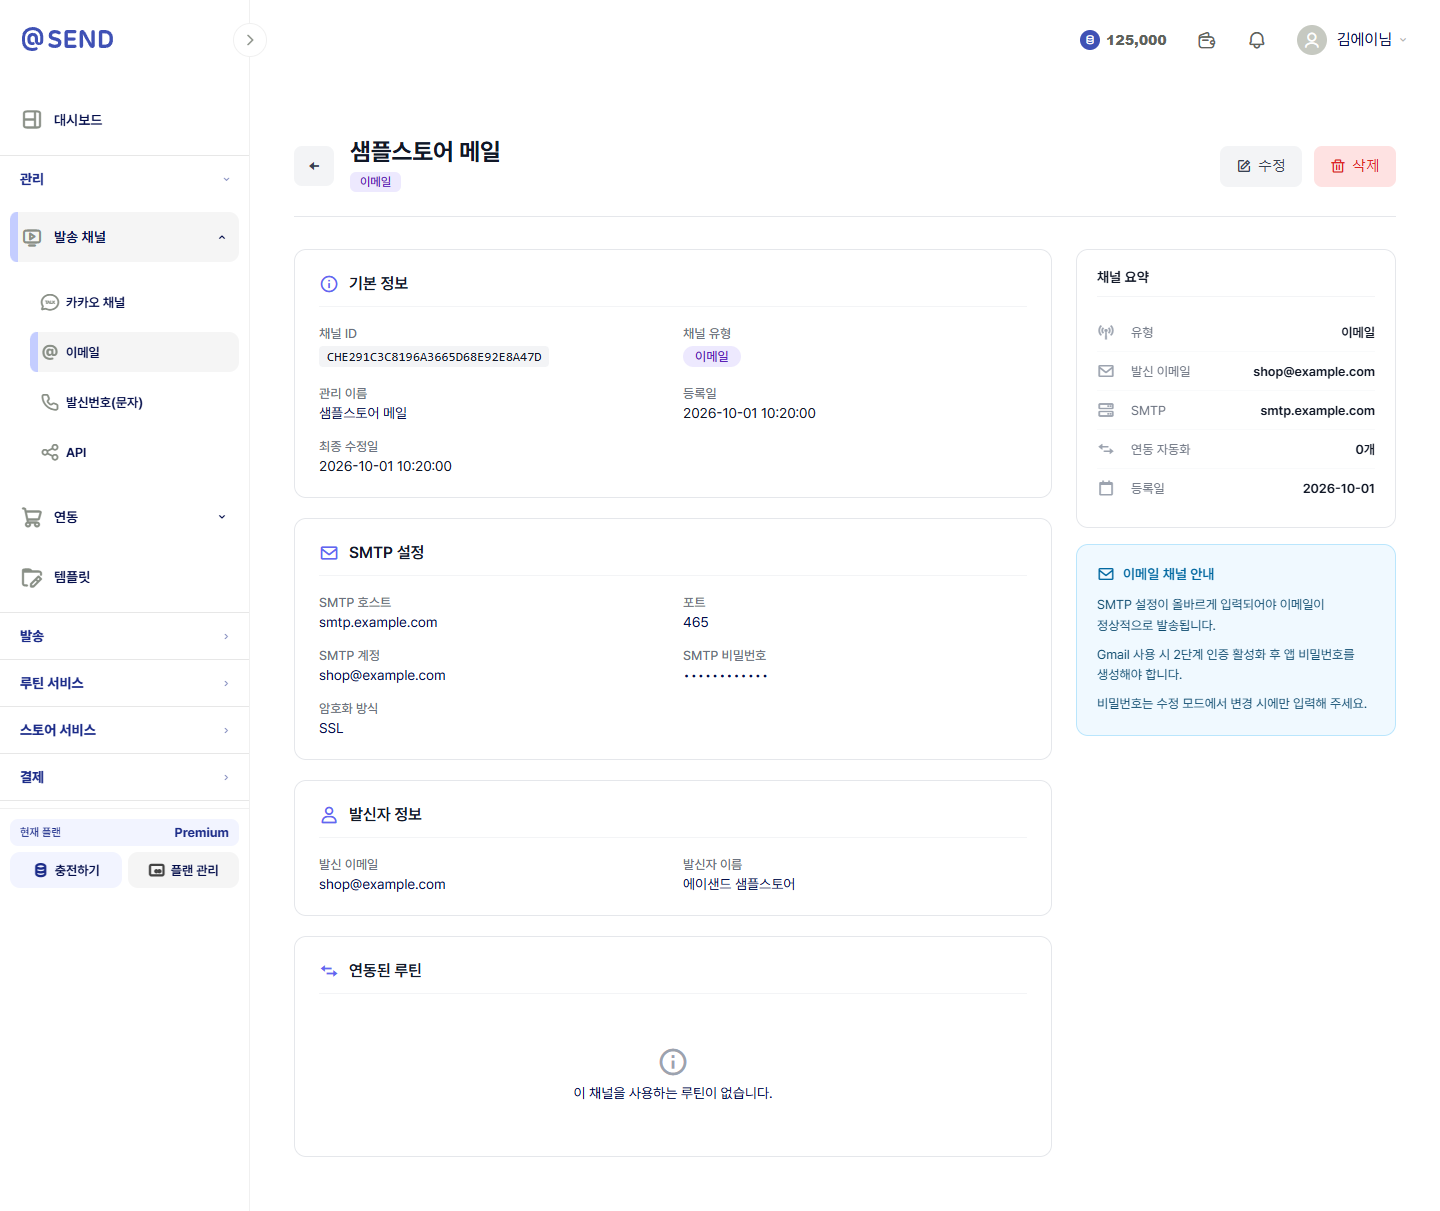 @SEND
125,000
김에이님
대시보드
관리
발송 채널
카카오 채널
이메일
발신번호(문자)
API
연동
템플릿
발송
루틴 서비스
스토어 서비스
결제
현재 플랜
Premium
충전하기
플랜 관리
샘플스토어 메일
이메일
수정
삭제
기본 정보
채널 ID
CHE291C3C8196A3665D68E92E8A47D
채널 유형
이메일
관리 이름
샘플스토어 메일
등록일
2026-10-01 10:20:00
최종 수정일
2026-10-01 10:20:00
SMTP 설정
SMTP 호스트
smtp.example.com
포트
465
SMTP 계정
shop@example.com
SMTP 비밀번호
••••••••••••
암호화 방식
SSL
발신자 정보
발신 이메일
shop@example.com
발신자 이름
에이샌드 샘플스토어
연동된 루틴
이 채널을 사용하는 루틴이 없습니다.
채널 요약
유형
이메일
발신 이메일
shop@example.com
SMTP
smtp.example.com
연동 자동화
0개
등록일
2026-10-01
이메일 채널 안내
SMTP 설정이 올바르게 입력되어야 이메일이
정상적으로 발송됩니다.
Gmail 사용 시 2단계 인증 활성화 후 앱 비밀번호를
생성해야 합니다.
비밀번호는 수정 모드에서 변경 시에만 입력해 주세요.